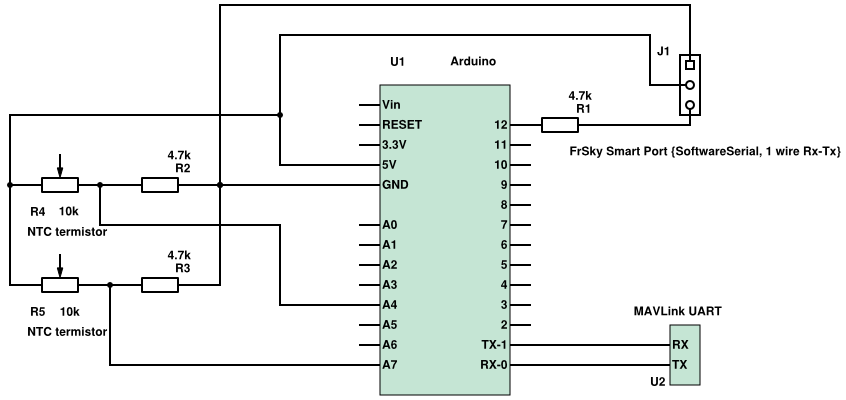 U1 Arduino
J1
4.7k
R1
FrSky Smart Port {SoftwareSerial, 1 wire Rx-Tx}
Vin
RESET
3.3V
5V
GND
A0
A1
A2
A3
A4
A5
A6
A7
12
11
10
9
8
7
6
5
4
3
2
TX-1
RX-0
4.7k
R2
R4 10k
NTC termistor
4.7k
R3
R5 10k
NTC termistor
MAVLink UART
RX
TX
U2